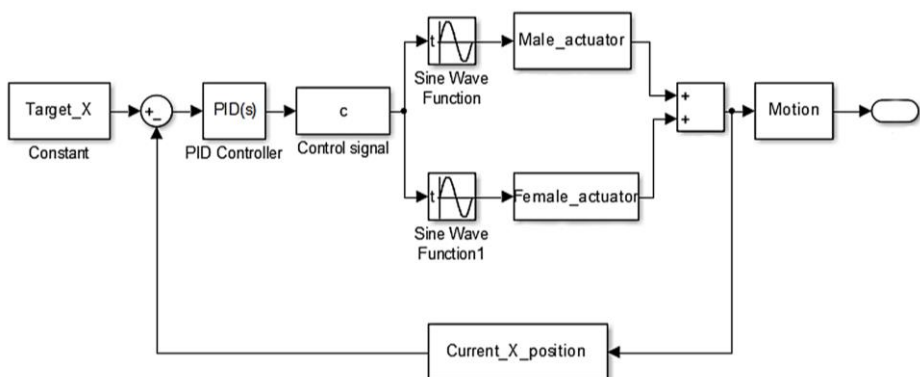 Target_X
Constant
+
−
PID(s)
PID Controller
c
Control signal
t
Sine Wave
Function
Male_actuator
t
Sine Wave
Function1
Female_actuator
+
+
Motion
Current_X_position